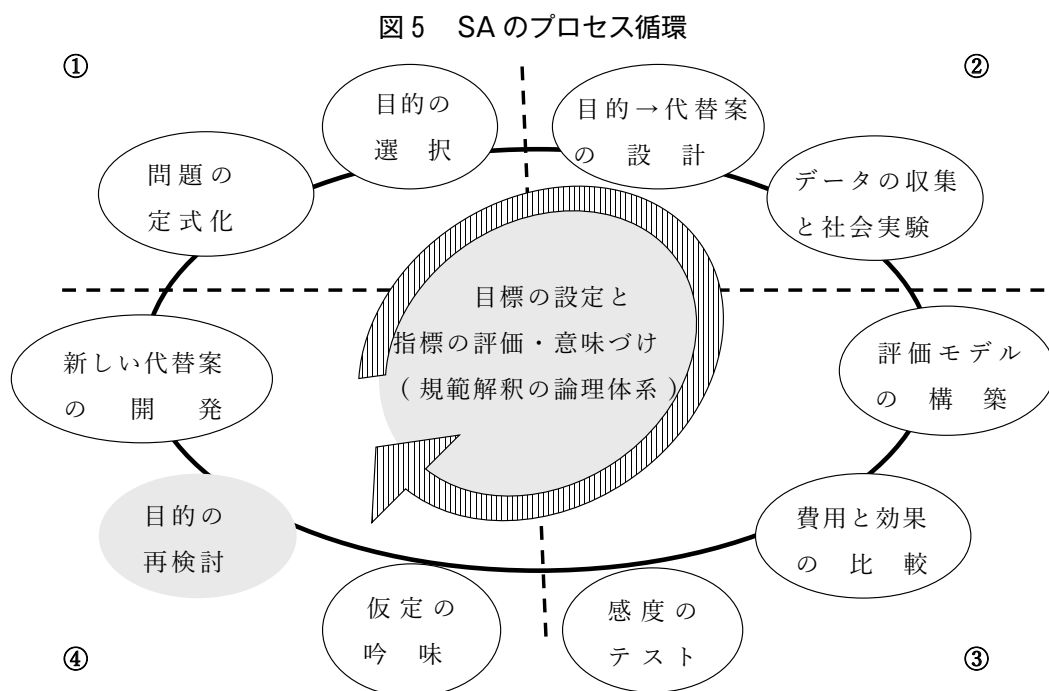 図5 SAのプロセス循環
①
②
目的の
選択
目的→代替案
の設計
問題の
定式化
データの収集
と社会実験
目標の設定と
指標の評価・意味づけ
(規範解釈の論理体系)
新しい代替案
の開発
評価モデル
の構築
目的の
再検討
費用と効果
の比較
仮定の
吟味
感度の
テスト
④
③